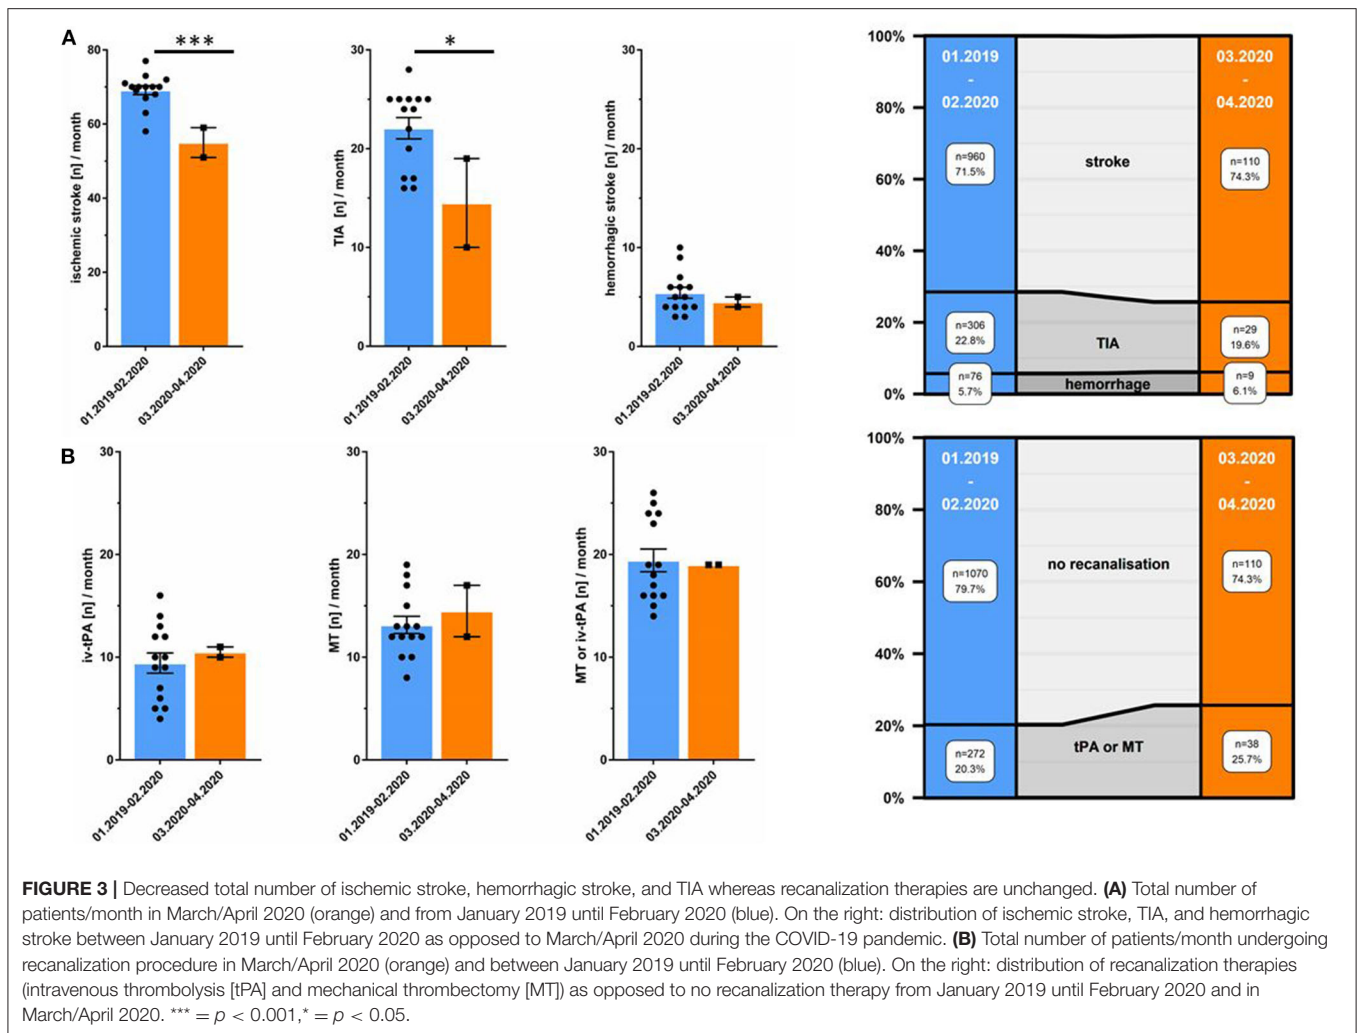 A
***
ischemic stroke [n] / month
80
60
40
20
0
01.2019-02.2020
03.2020-04.2020
*
TIA [n] / month
30
20
10
0
01.2019-02.2020
03.2020-04.2020
hemorrhagic stroke [n] / month
30
20
10
0
01.2019-02.2020
03.2020-04.2020
100%
80%
60%
40%
20%
0%
01.2019
-
02.2020
n=960
71.5%
n=306
22.8%
n=76
5.7%
stroke
TIA
hemorrhage
03.2020
-
04.2020
n=110
74.3%
n=29
19.6%
n=9
6.1%
B
iv-tPA [n] / month
30
20
10
0
01.2019-02.2020
03.2020-04.2020
MT [n] / month
30
20
10
0
01.2019-02.2020
03.2020-04.2020
MT or iv-tPA [n] / month
30
20
10
0
01.2019-02.2020
03.2020-04.2020
100%
80%
60%
40%
20%
0%
01.2019
-
02.2020
n=1070
79.7%
n=272
20.3%
no recanalisation
tPA or MT
03.2020
-
04.2020
n=110
74.3%
n=38
25.7%
FIGURE 3 | Decreased total number of ischemic stroke, hemorrhagic stroke, and TIA whereas recanalization therapies are unchanged. (A) Total number of
patients/month in March/April 2020 (orange) and from January 2019 until February 2020 (blue). On the right: distribution of ischemic stroke, TIA, and hemorrhagic
stroke between January 2019 until February 2020 as opposed to March/April 2020 during the COVID-19 pandemic. (B) Total number of patients/month undergoing
recanalization procedure in March/April 2020 (orange) and between January 2019 until February 2020 (blue). On the right: distribution of recanalization therapies
(intravenous thrombolysis [tPA] and mechanical thrombectomy [MT]) as opposed to no recanalization therapy from January 2019 until February 2020 and in
March/April 2020. *** = p < 0.001,* = p < 0.05.